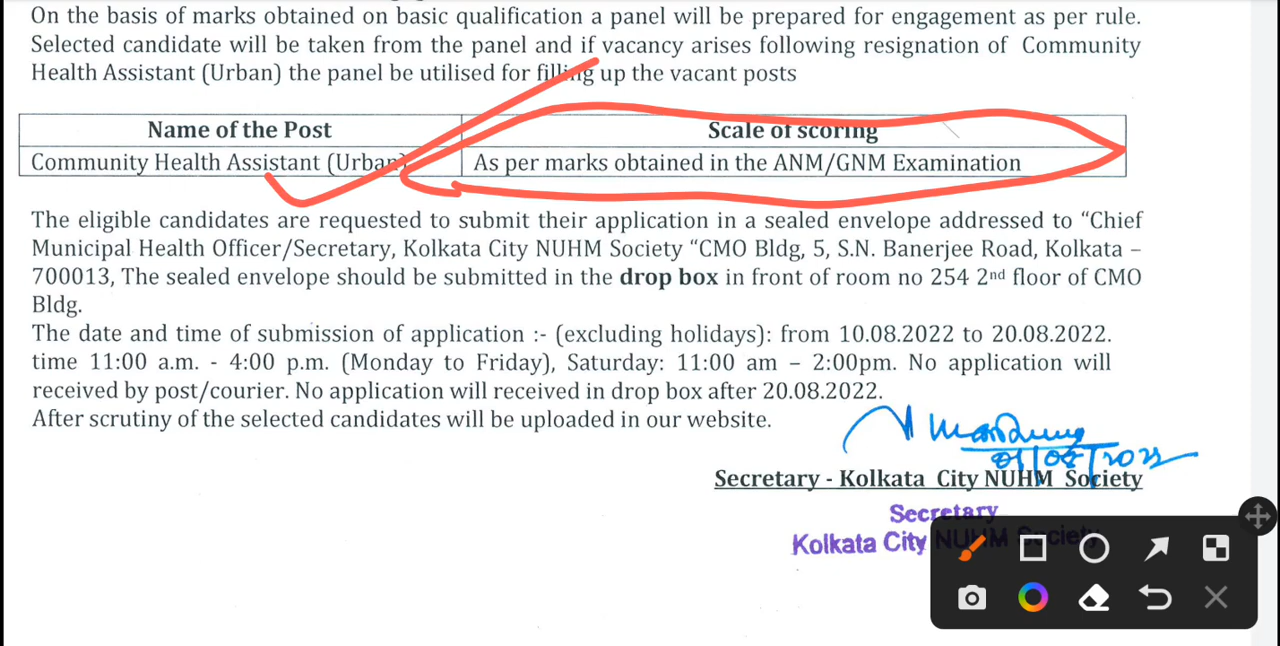 On the basis of marks obtained on basic qualification a panel will be prepared for engagement as per rule.
Selected candidate will be taken from the panel and if vacancy arises following resignation of Community
Health Assistant (Urban) the panel be utilised for filling up the vacant posts
Name of the Post Scale of scoring
Community Health Assistant (Urban) As per marks obtained in the ANM/GNM Examination
The eligible candidates are requested to submit their application in a sealed envelope addressed to “Chief
Municipal Health Officer/Secretary, Kolkata City NUHM Society “CMO Bldg, 5, S.N. Banerjee Road, Kolkata –
700013, The sealed envelope should be submitted in the drop box in front of room no 254 2nd floor of CMO
Bldg.
The date and time of submission of application :- (excluding holidays): from 10.08.2022 to 20.08.2022.
time 11:00 a.m. - 4:00 p.m. (Monday to Friday), Saturday: 11:00 am – 2:00pm. No application will
received by post/courier. No application will received in drop box after 20.08.2022.
After scrutiny of the selected candidates will be uploaded in our website.
Secretary - Kolkata City NUHM Society
Secretary
Kolkata City NUHM Society